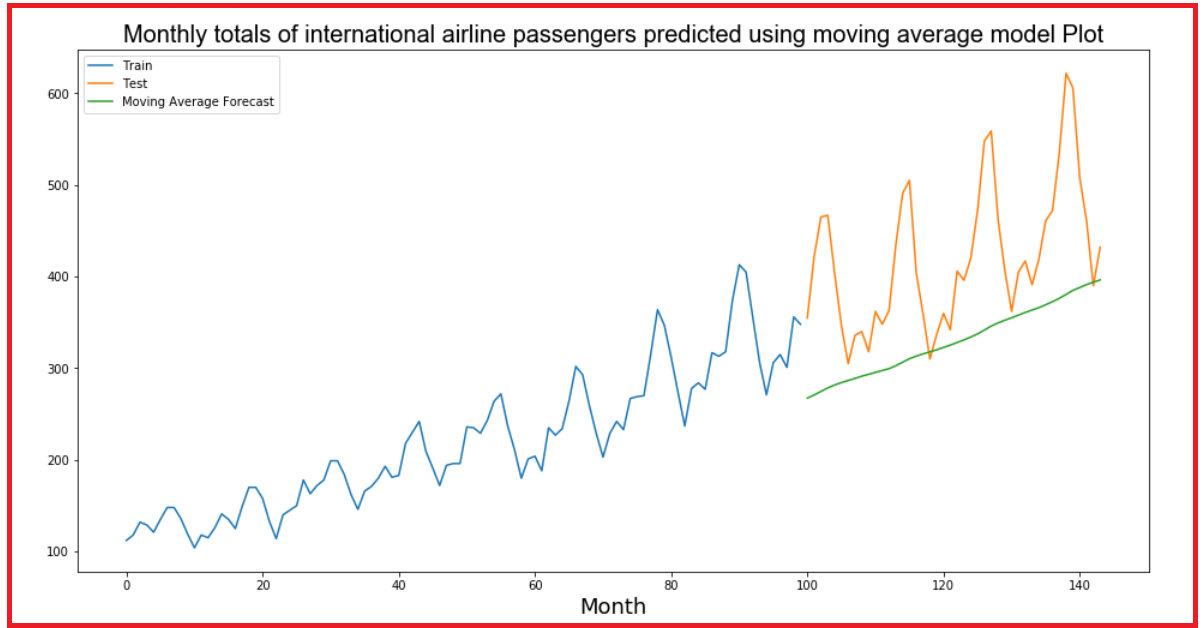 Monthly totals of international airline passengers predicted using moving average model Plot
Train
Test
Moving Average Forecast
600
500
400
300
200
100
0 20 40 60 80 100 120 140
Month